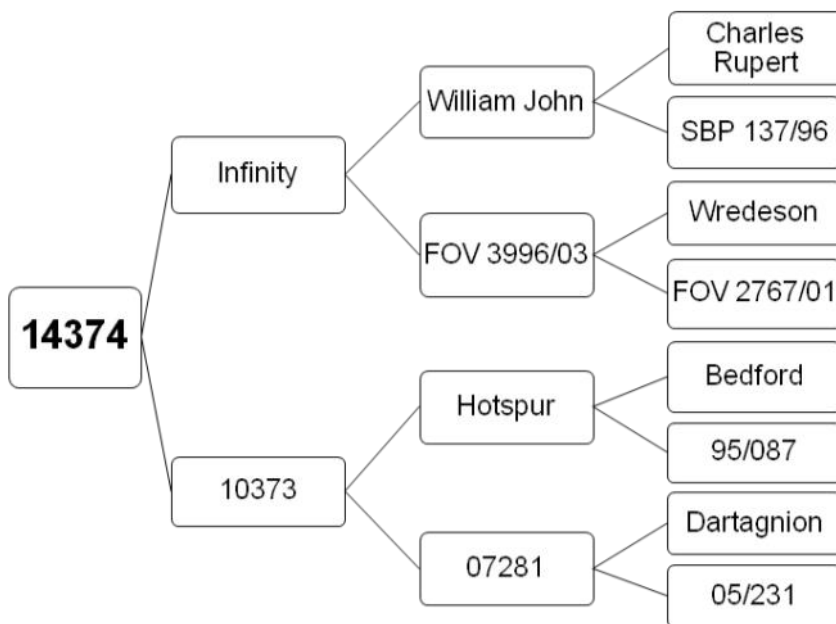 Charles
Rupert
William John
SBP 137/96
Infinity
Wredeson
FOV 3996/03
FOV 2767/01
14374
Bedford
Hotspur
95/087
10373
Dartagnion
07281
05/231